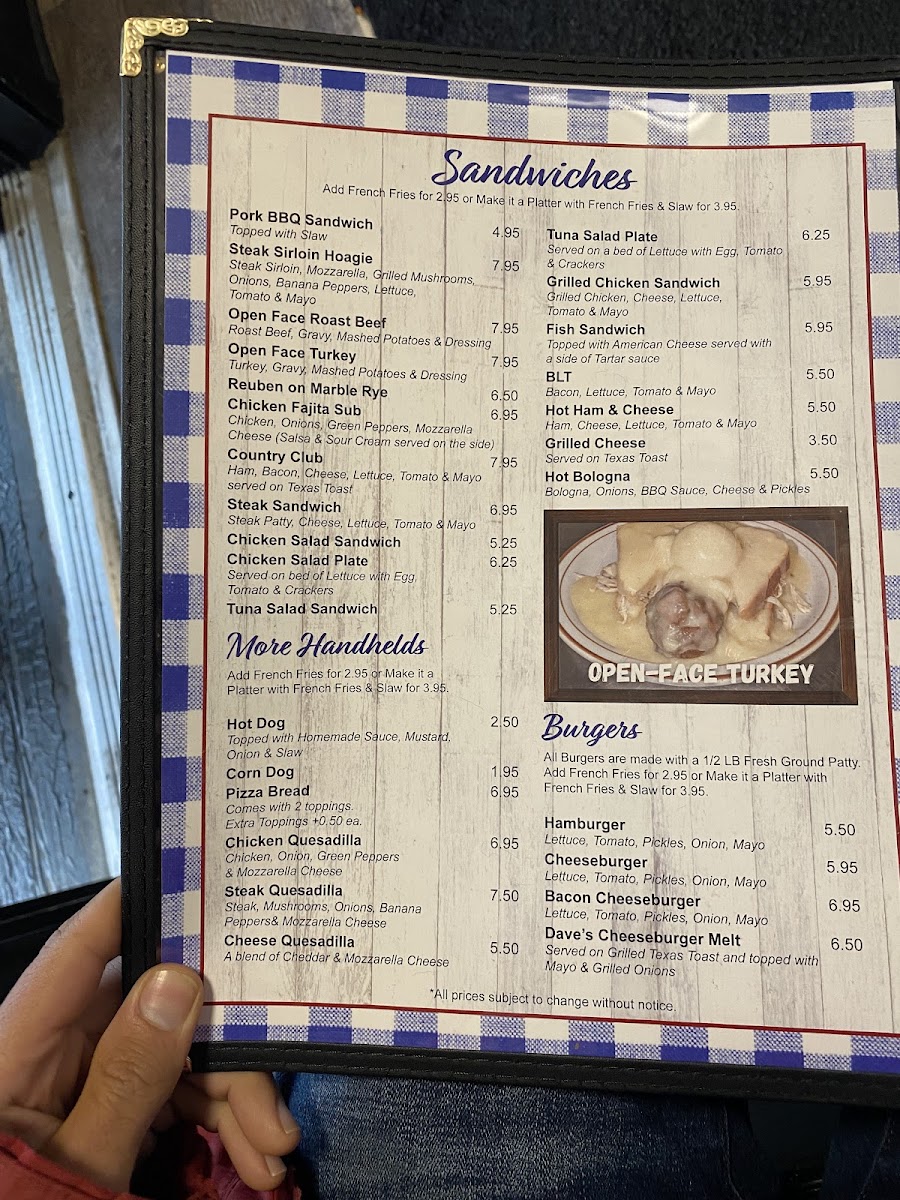 Sandwiches
Add French Fries for 2.95 or Make it a Platter with French Fries & Slaw for 3.95.
Pork BBQ Sandwich 4.95
Topped with Slaw
Steak Sirloin Hoagie 7.95
Steak Sirloin, Mozzarella, Grilled Mushrooms,
Onions, Banana Peppers, Lettuce,
Tomato & Mayo
Open Face Roast Beef 7.95
Roast Beef, Gravy, Mashed Potatoes & Dressing
Open Face Turkey 7.95
Turkey, Gravy, Mashed Potatoes & Dressing
Reuben on Marble Rye 6.50
Chicken Fajita Sub 6.95
Chicken, Onions, Green Peppers, Mozzarella
Cheese (Salsa & Sour Cream served on the side)
Country Club 7.95
Ham, Bacon, Cheese, Lettuce, Tomato & Mayo
served on Texas Toast
Steak Sandwich 6.95
Steak Patty, Cheese, Lettuce, Tomato & Mayo
Chicken Salad Sandwich 5.25
Chicken Salad Plate 6.25
Served on bed of Lettuce with Egg,
Tomato & Crackers
Tuna Salad Sandwich 5.25
More Handhelds
Add French Fries for 2.95 or Make it a
Platter with French Fries & Slaw for 3.95.
Hot Dog 2.50
Topped with Homemade Sauce, Mustard,
Onion & Slaw
Corn Dog 1.95
Pizza Bread 6.95
Comes with 2 toppings.
Extra Toppings +0.50 ea.
Chicken Quesadilla 6.95
Chicken, Onion, Green Peppers
& Mozzarella Cheese
Steak Quesadilla 7.50
Steak, Mushrooms, Onions, Banana
Peppers& Mozzarella Cheese
Cheese Quesadilla 5.50
A blend of Cheddar & Mozzarella Cheese
Tuna Salad Plate 6.25
Served on a bed of Lettuce with Egg, Tomato
& Crackers
Grilled Chicken Sandwich 5.95
Grilled Chicken, Cheese, Lettuce,
Tomato & Mayo
Fish Sandwich 5.95
Topped with American Cheese served with
a side of Tartar sauce
BLT 5.50
Bacon, Lettuce, Tomato & Mayo
Hot Ham & Cheese 5.50
Ham, Cheese, Lettuce, Tomato & Mayo
Grilled Cheese 3.50
Served on Texas Toast
Hot Bologna 5.50
Bologna, Onions, BBQ Sauce, Cheese & Pickles
OPEN-FACE TURKEY
Burgers
All Burgers are made with a 1/2 LB Fresh Ground Patty.
Add French Fries for 2.95 or Make it a Platter with
French Fries & Slaw for 3.95.
Hamburger 5.50
Lettuce, Tomato, Pickles, Onion, Mayo
Cheeseburger 5.95
Lettuce, Tomato, Pickles, Onion, Mayo
Bacon Cheeseburger 6.95
Lettuce, Tomato, Pickles, Onion, Mayo
Dave's Cheeseburger Melt 6.50
Served on Grilled Texas Toast and topped with
Mayo & Grilled Onions
*All prices subject to change without notice.